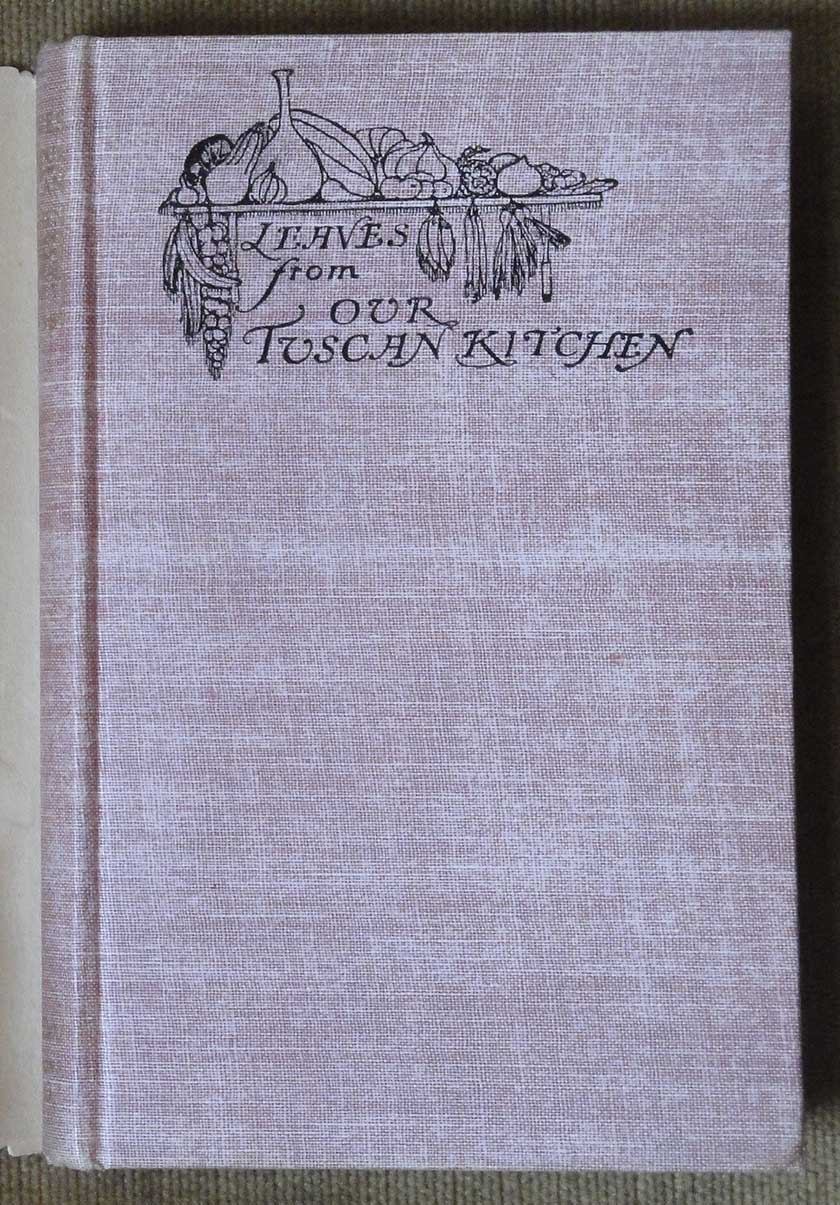 LEAVES
from
OUR
TUSCAN KITCHEN